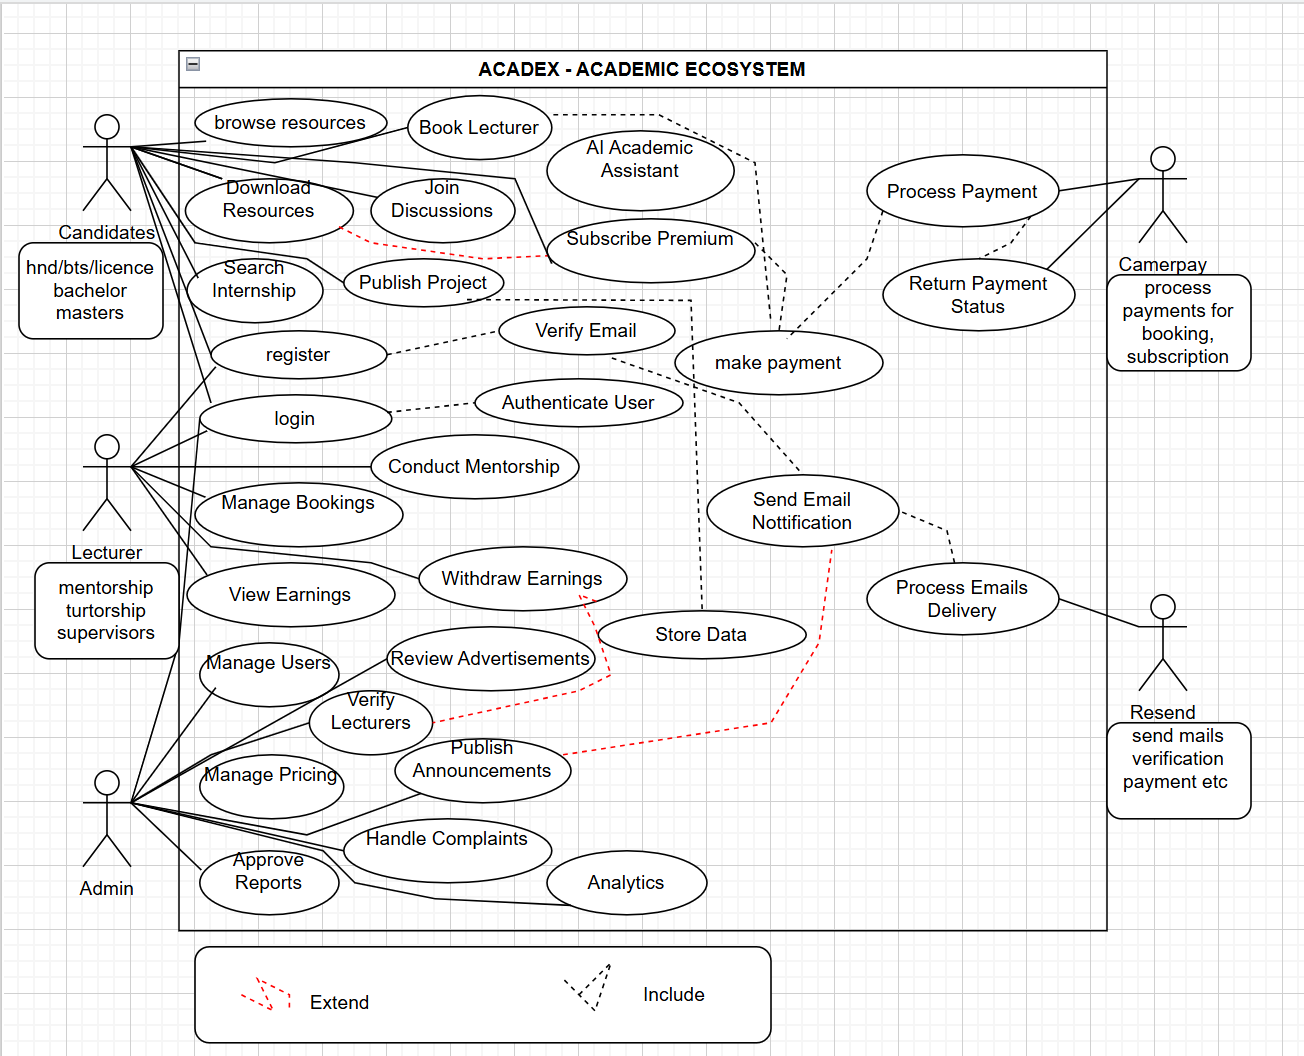 ACADEX - ACADEMIC ECOSYSTEM
browse resources
Book Lecturer
AI Academic
Assistant
Process Payment
Download
Resources
Join
Discussions
Subscribe Premium
Candidates
hnd/bts/licence
bachelor
masters
Search
Internship
Publish Project
Return Payment
Status
Camerpay
process
payments for
booking,
subscription
register
Verify Email
make payment
login
Authenticate User
Conduct Mentorship
Manage Bookings
Send Email
Nottification
Lecturer
mentorship
turtorship
supervisors
View Earnings
Withdraw Earnings
Process Emails
Delivery
Store Data
Manage Users
Review Advertisements
Verify
Lecturers
Resend
send mails
verification
payment etc
Publish
Announcements
Manage Pricing
Handle Complaints
Admin
Approve
Reports
Analytics
Extend
Include